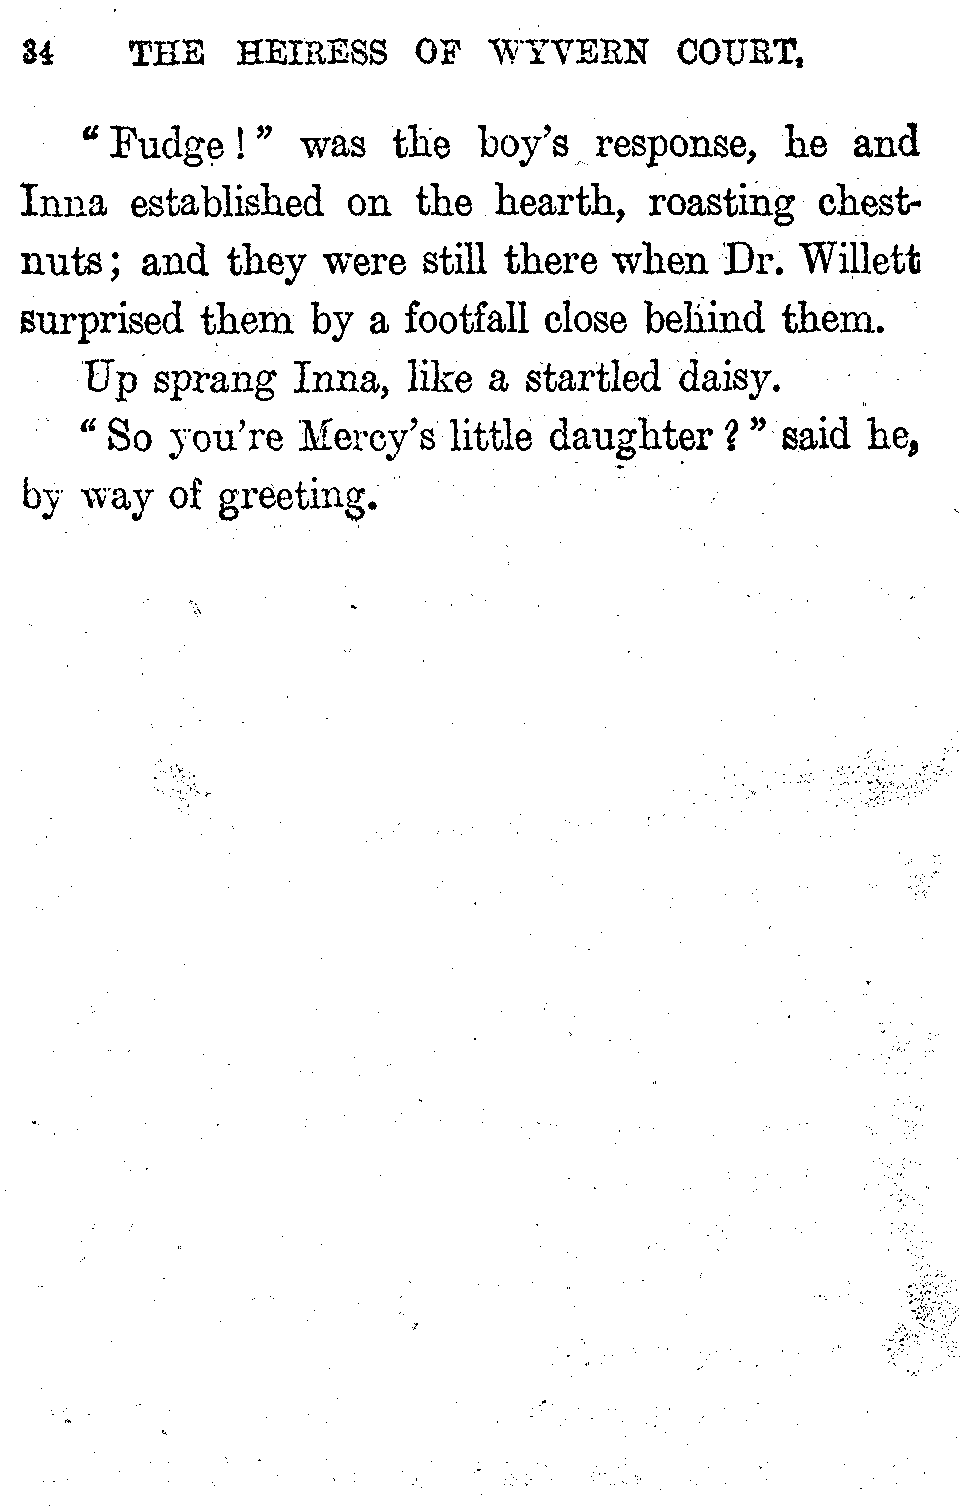 34 THE HEIRESS OF WYVERN COURT.
"Fudge!" was the boy's response, he and
Inna established on the hearth, roasting chest-
nuts; and they were still there when Dr. Willett
surprised them by a footfall close behind them.
Up sprang Inna, like a startled daisy.
"So you're Mercy's little daughter?" said he,
by way of greeting.